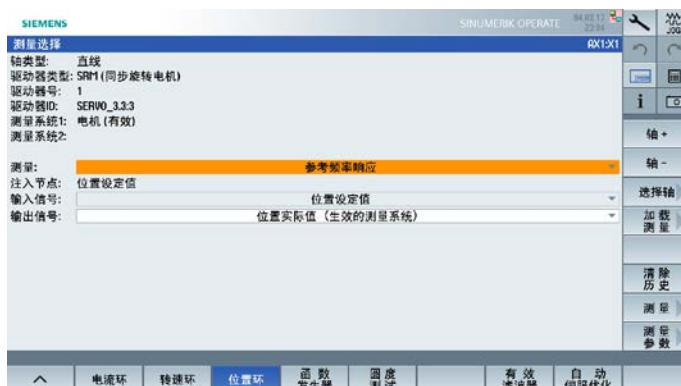 SIEMENS
SINUMERIK OPERATE
JOG
测量选择
AX1:X1
轴类型: 直线
驱动器类型: SRM (同步旋转电机)
驱动器号: 1
驱动器ID: SERVO_3.3:3
测量系统1: 电机 (有效)
测量系统2:
测量: 参考频率响应
注入节点: 位置设定值
输入信号: 位置设定值
输出信号: 位置实际值 (生效的测量系统)
轴+
轴-
选择轴
加载
测量
清除
历史
测量
测量
参数
电流环
转速环
位置环
函数
发生器
圆度
测试
有效
滤波器
自动
伺服优化